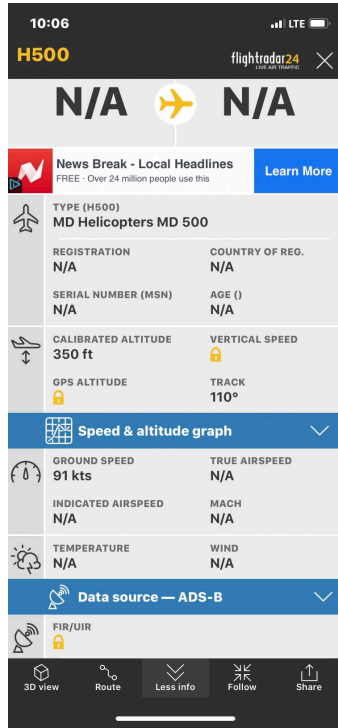 10:06
LTE
H500
flightradar24
LIVE AIR TRAFFIC
N/A N/A
News Break - Local Headlines
FREE · Over 24 million people use this
Learn More
TYPE (H500)
MD Helicopters MD 500
REGISTRATION COUNTRY OF REG.
N/A N/A
SERIAL NUMBER (MSN) AGE ()
N/A N/A
CALIBRATED ALTITUDE VERTICAL SPEED
350 ft
GPS ALTITUDE TRACK
110°
Speed & altitude graph
GROUND SPEED TRUE AIRSPEED
91 kts N/A
INDICATED AIRSPEED MACH
N/A N/A
TEMPERATURE WIND
N/A N/A
Data source — ADS-B
FIR/UIR
3D view Route Less info Follow Share